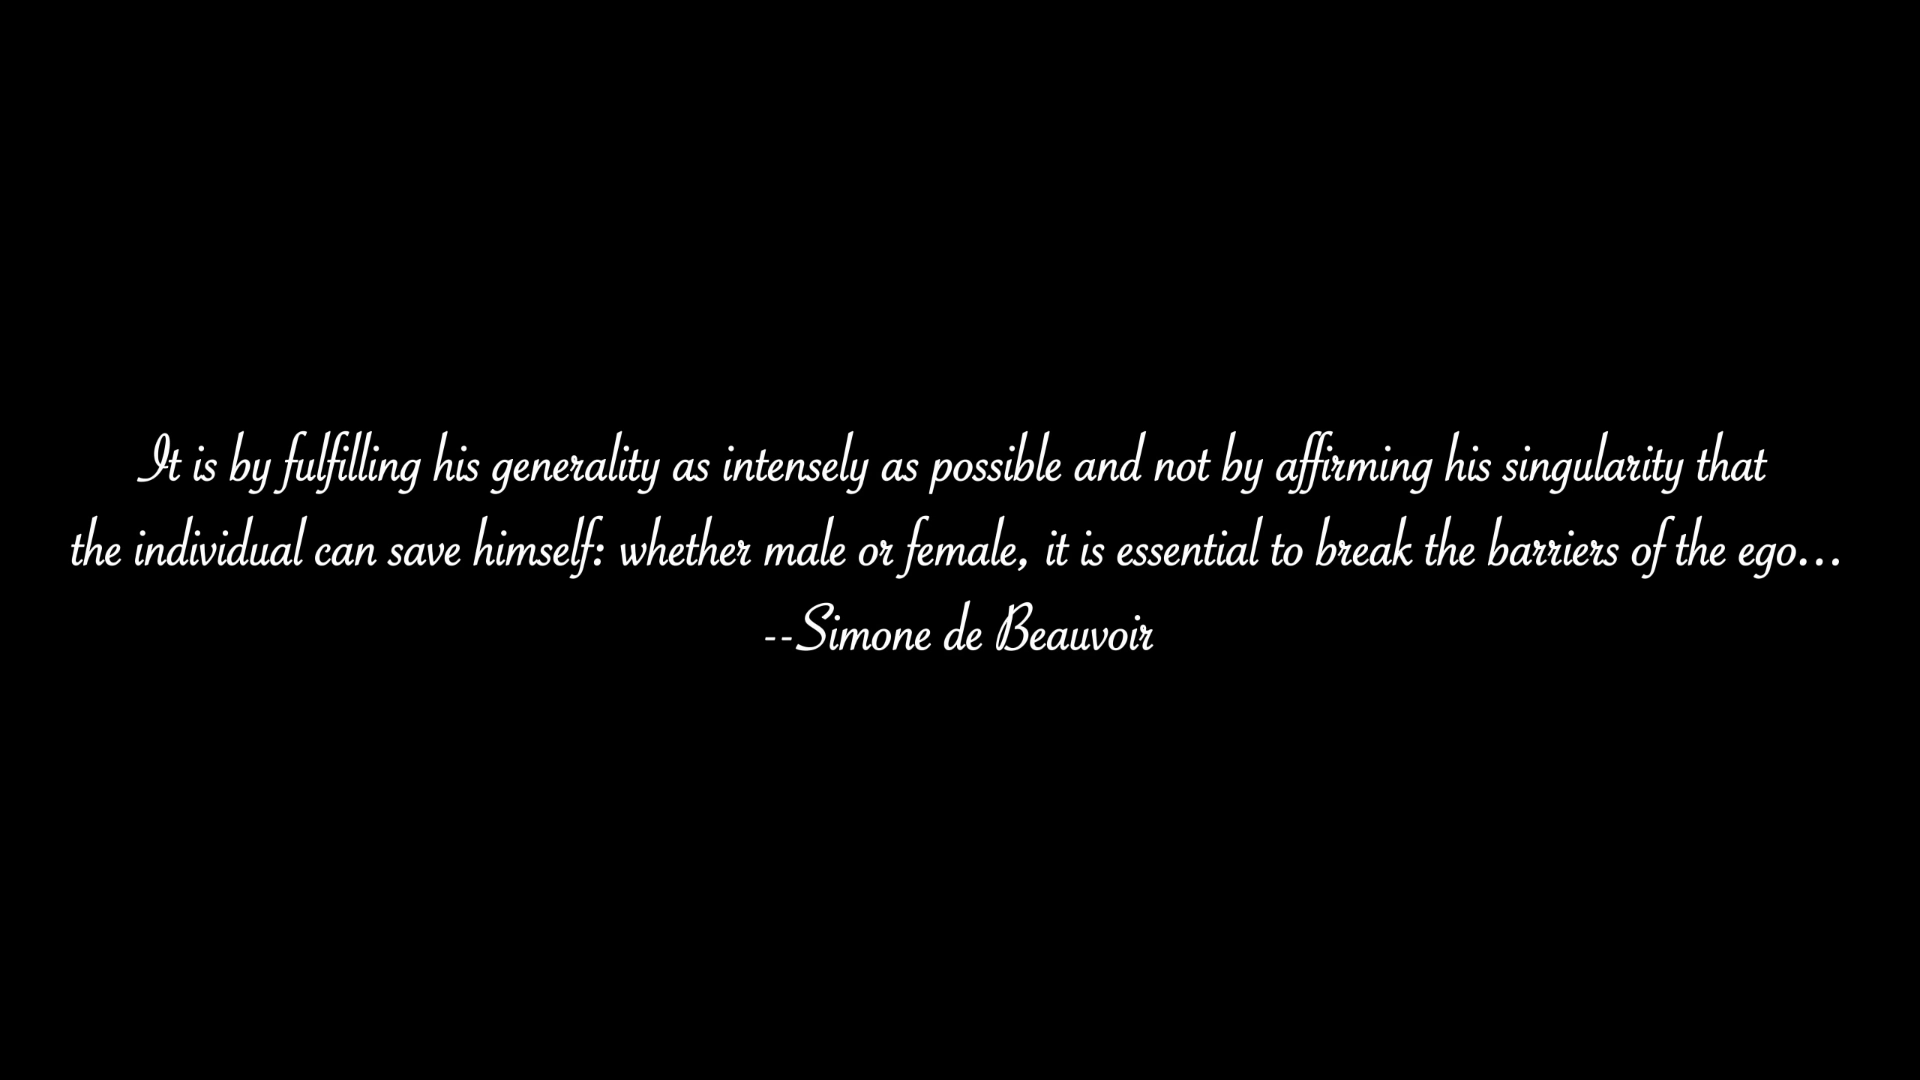 It is by fulfilling his generality as intensely as possible and not by affirming his singularity that
the individual can save himself: whether male or female, it is essential to break the barriers of the ego...
--Simone de Beauvoir